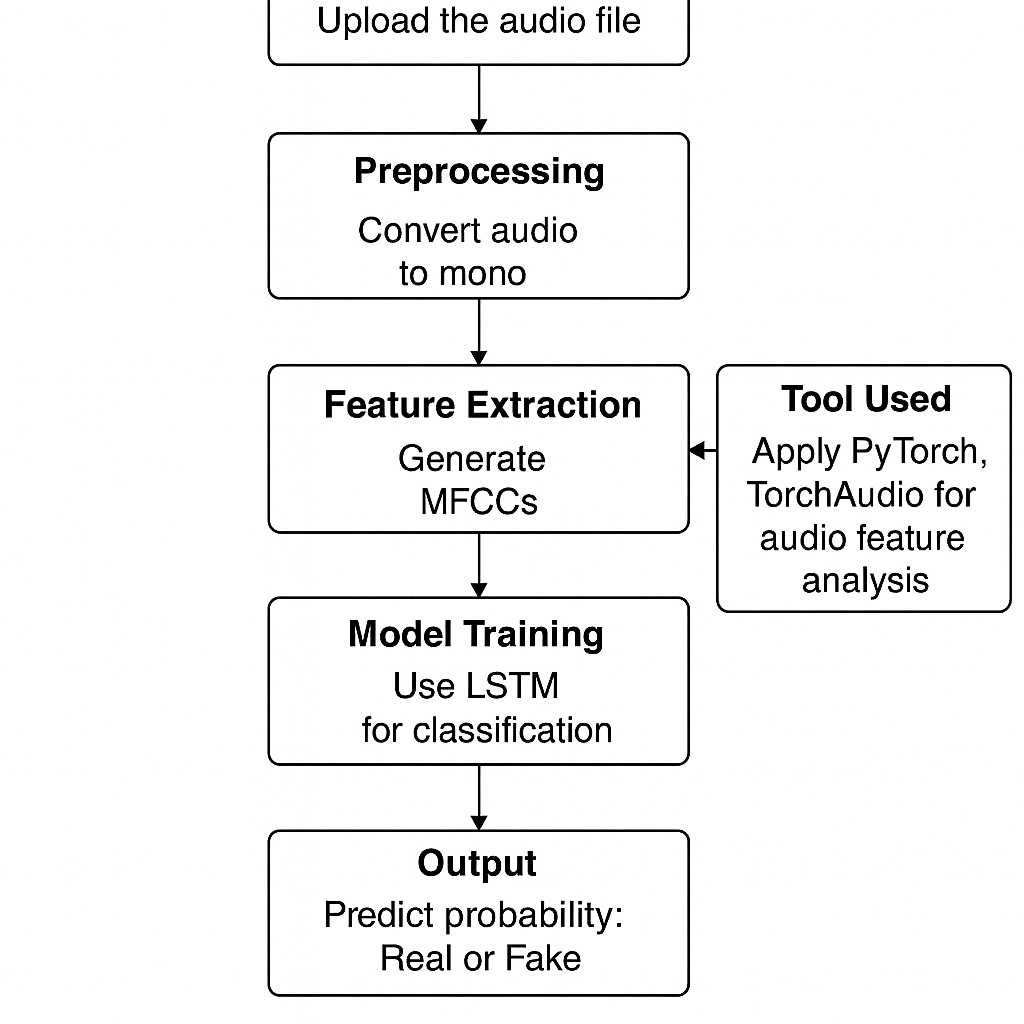 Upload the audio file
Preprocessing
Convert audio
to mono
Feature Extraction
Generate
MFCCs
Tool Used
Apply PyTorch,
TorchAudio for
audio feature
analysis
Model Training
Use LSTM
for classification
Output
Predict probability:
Real or Fake